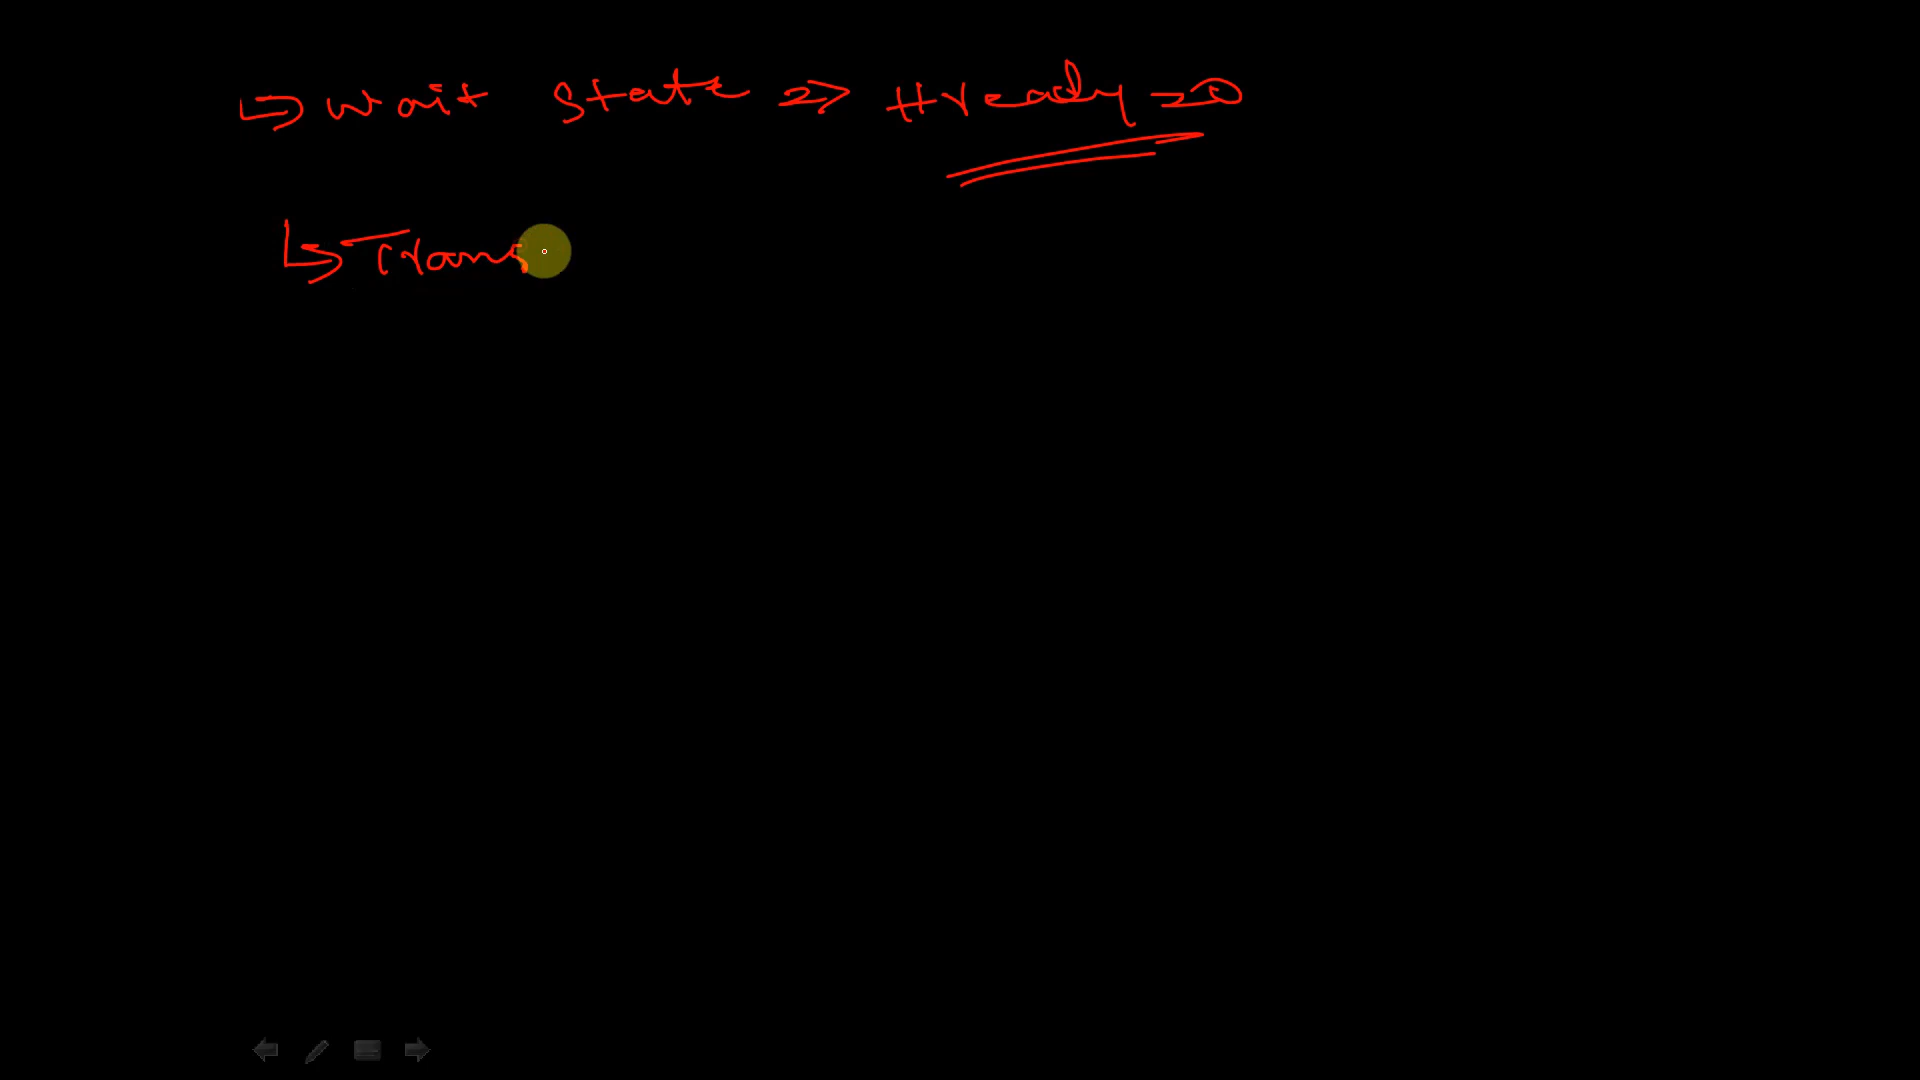 → wait state => Hready = 0
↳ Trans